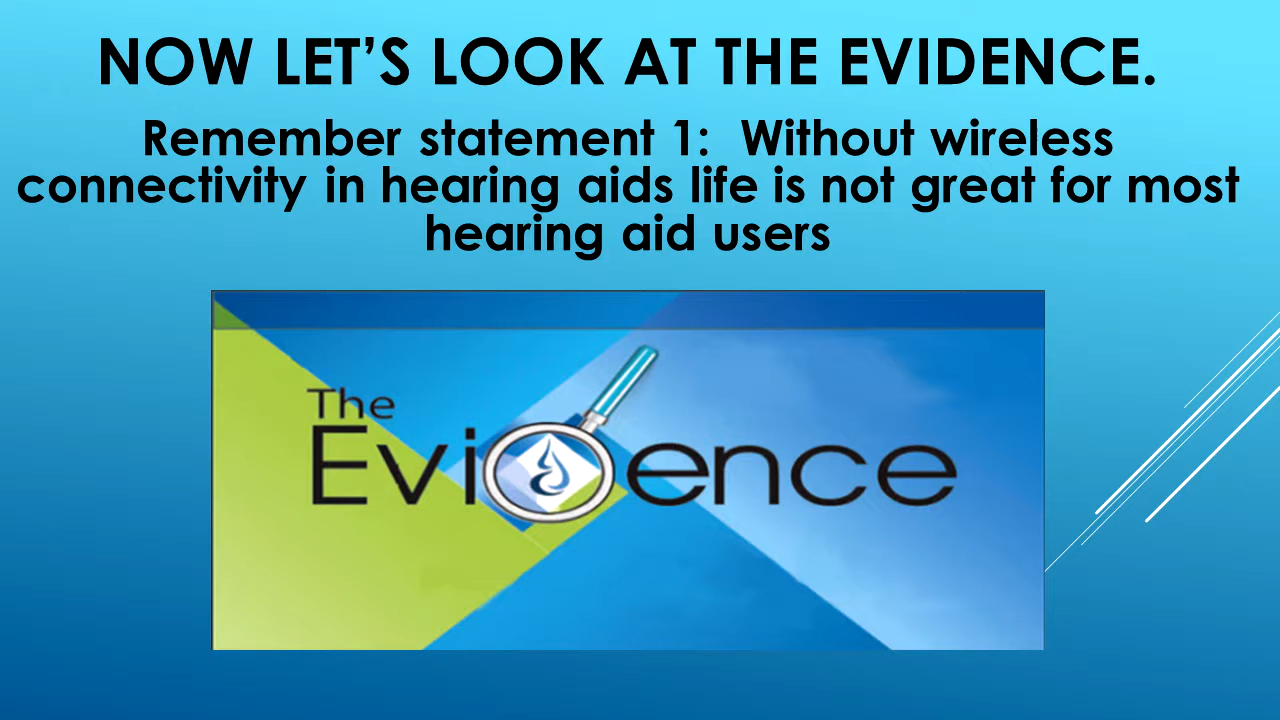 NOW LET’S LOOK AT THE EVIDENCE.
Remember statement 1:  Without wireless
connectivity in hearing aids life is not great for most
hearing aid users
The
Evidence